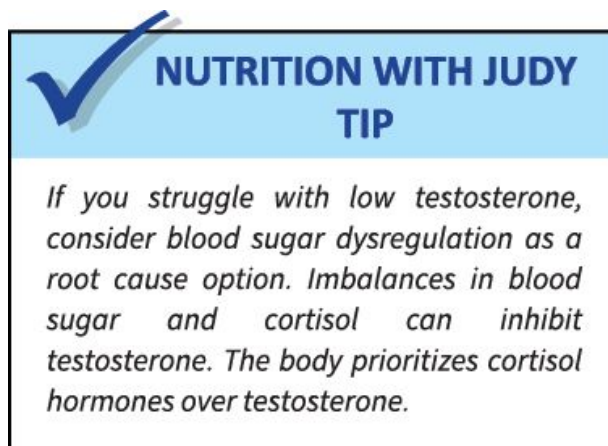 NUTRITION WITH JUDY
TIP
If you struggle with low testosterone,
consider blood sugar dysregulation as a
root cause option. Imbalances in blood
sugar and cortisol can inhibit
testosterone. The body prioritizes cortisol
hormones over testosterone.